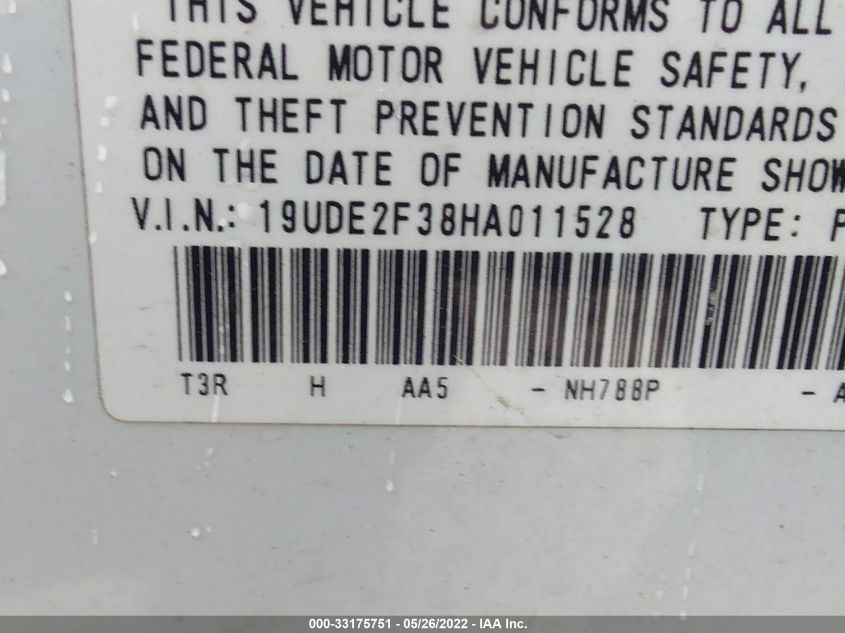 THIS VEHICLE CONFORMS TO ALL
FEDERAL MOTOR VEHICLE SAFETY,
AND THEFT PREVENTION STANDARDS
ON THE DATE OF MANUFACTURE SHOW
V.I.N.: 19UDE2F38HA011528 TYPE: P
T3R H AA5 - NH788P - A
000-33175751 - 05/26/2022 - IAA Inc.